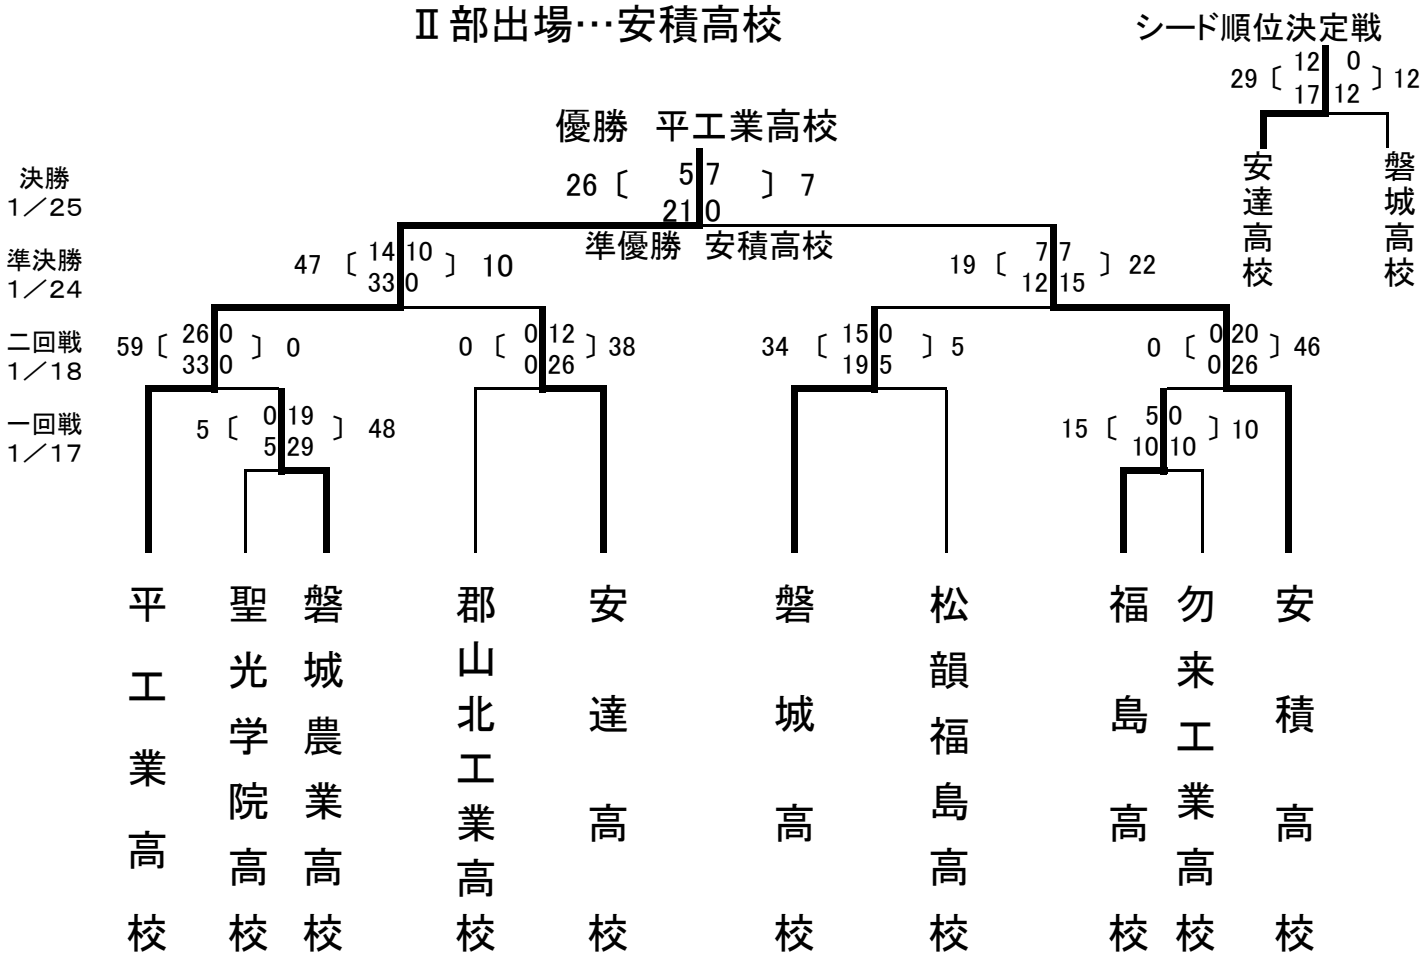 Ⅱ部出場…安積高校
シード順位決定戦
29 〔 12 0 〕 12
17 12
安達高校
磐城高校
優勝　平工業高校
決勝
1／25
26 〔 5 7 〕 7
21 0
準優勝　安積高校
準決勝
1／24
47 〔 14 10 〕 10
33 0
19 〔 7 7 〕 22
12 15
二回戦
1／18
59 〔 26 0 〕 0
33 0
0 〔 0 12 〕 38
0 26
34 〔 15 0 〕 5
19 5
0 〔 0 20 〕 46
0 26
一回戦
1／17
5 〔 0 19 〕 48
5 29
15 〔 5 0 〕 10
10 10
平工業高校
聖光学院高校
磐城農業高校
郡山北工業高校
安達高校
磐城高校
松韻福島高校
福島高校
勿来工業高校
安積高校